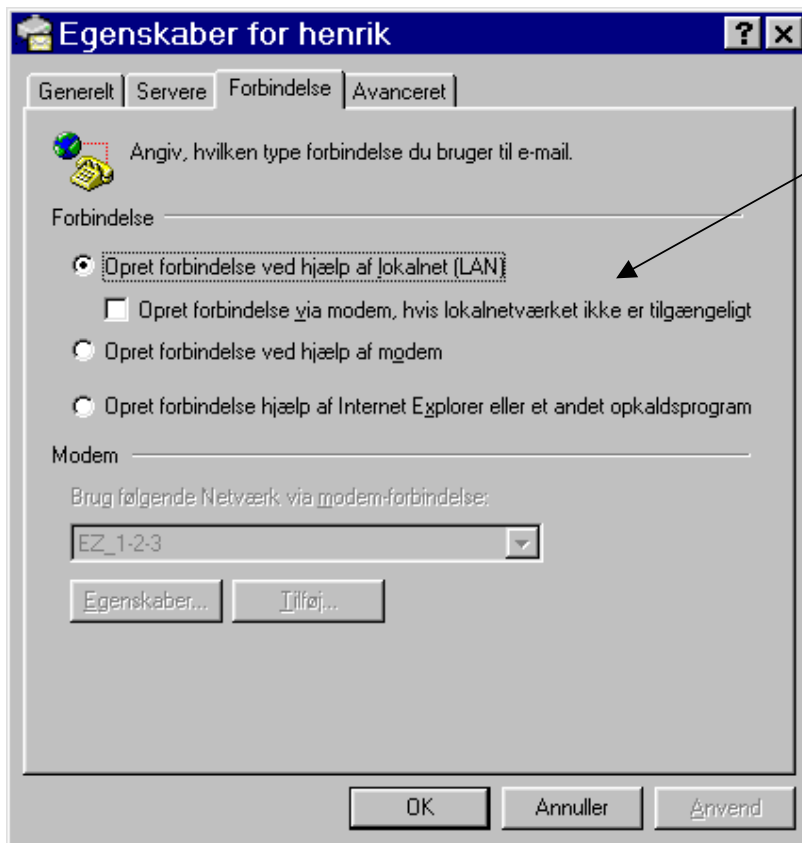 Egenskaber for henrik
Generelt Servere Forbindelse Avanceret
Angiv, hvilken type forbindelse du bruger til e-mail.
Forbindelse
Opret forbindelse ved hjælp af lokalnet (LAN)
Opret forbindelse via modem, hvis lokalnetværket ikke er tilgængeligt
Opret forbindelse ved hjælp af modem
Opret forbindelse hjælp af Internet Explorer eller et andet opkaldsprogram
Modem
Brug følgende Netværk via modem-forbindelse:
EZ_1-2-3
Egenskaber... Tilføj...
OK Annuller Anvend